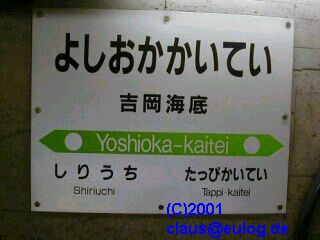 よしおかかいてい
吉岡海底
Yoshioka-kaitei
しりうち たっぴかいてい
Shiriuchi Tappi-kaitei
(C)2001
claus@eulog.de